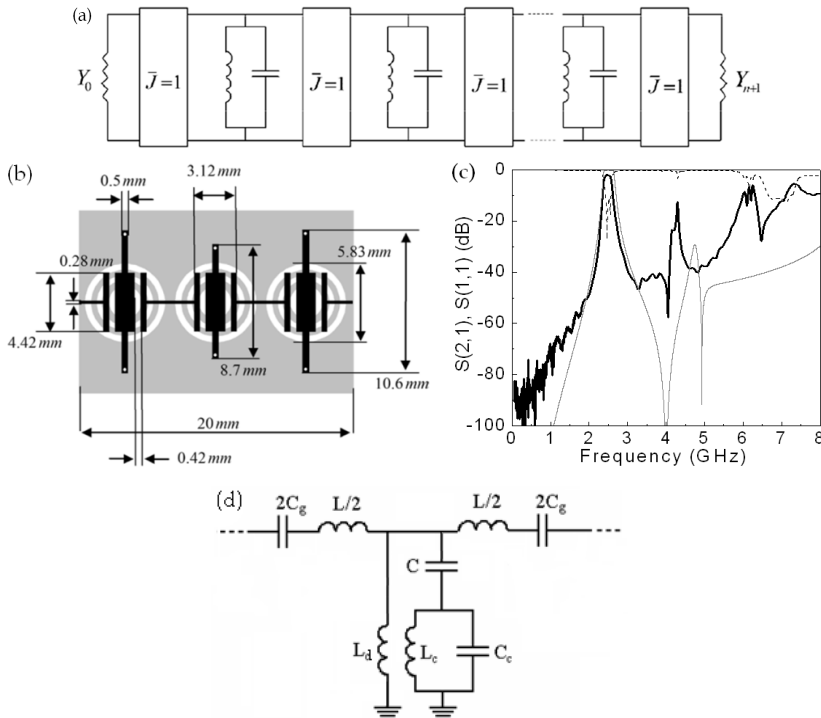 (a)
Y₀
J̄=1
J̄=1
J̄=1
J̄=1
Yₙ₊₁
(b)
0.5 mm
3.12 mm
0.28 mm
5.83 mm
4.42 mm
8.7 mm
10.6 mm
20 mm
0.42 mm
(c)
S(2,1), S(1,1) (dB)
0
-20
-40
-60
-80
-100
0 1 2 3 4 5 6 7 8
Frequency (GHz)
(d)
2Cg L/2 L/2 2Cg
C
Ld Lc Cc